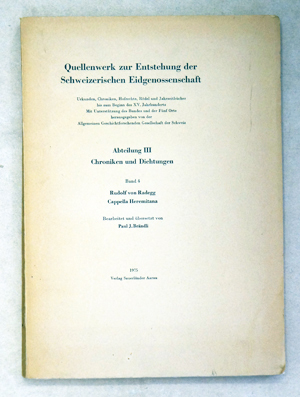 Quellenwerk zur Entstehung der
Schweizerischen Eidgenossenschaft
Urkunden, Chroniken, Hofrechte, Rödel und Jahrzeitbücher
bis zum Beginn des XV. Jahrhunderts
Mit Unterstützung des Bundes und der Fünf Orte
herausgegeben von der
Allgemeinen Geschichtforschenden Gesellschaft der Schweiz
Abteilung III
Chroniken und Dichtungen
Band 4
Rudolf von Radegg
Cappella Heremitana
Bearbeitet und übersetzt von
Paul J. Brändli
1975
Verlag Sauerländer Aarau